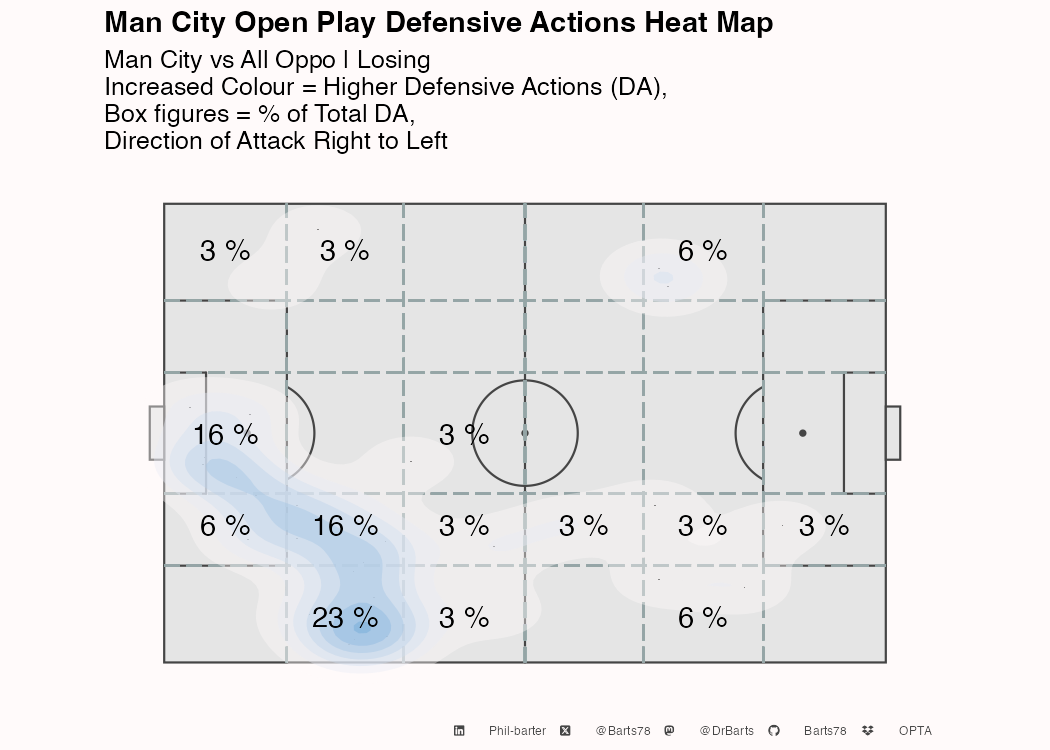 Man City Open Play Defensive Actions Heat Map
Man City vs All Oppo | Losing
Increased Colour = Higher Defensive Actions (DA),
Box figures = % of Total DA,
Direction of Attack Right to Left
3 % 3 % 6 %
16 % 3 %
6 % 16 % 3 % 3 % 3 % 3 %
23 % 3 % 6 %
Phil-barter @Barts78 @DrBarts Barts78 OPTA